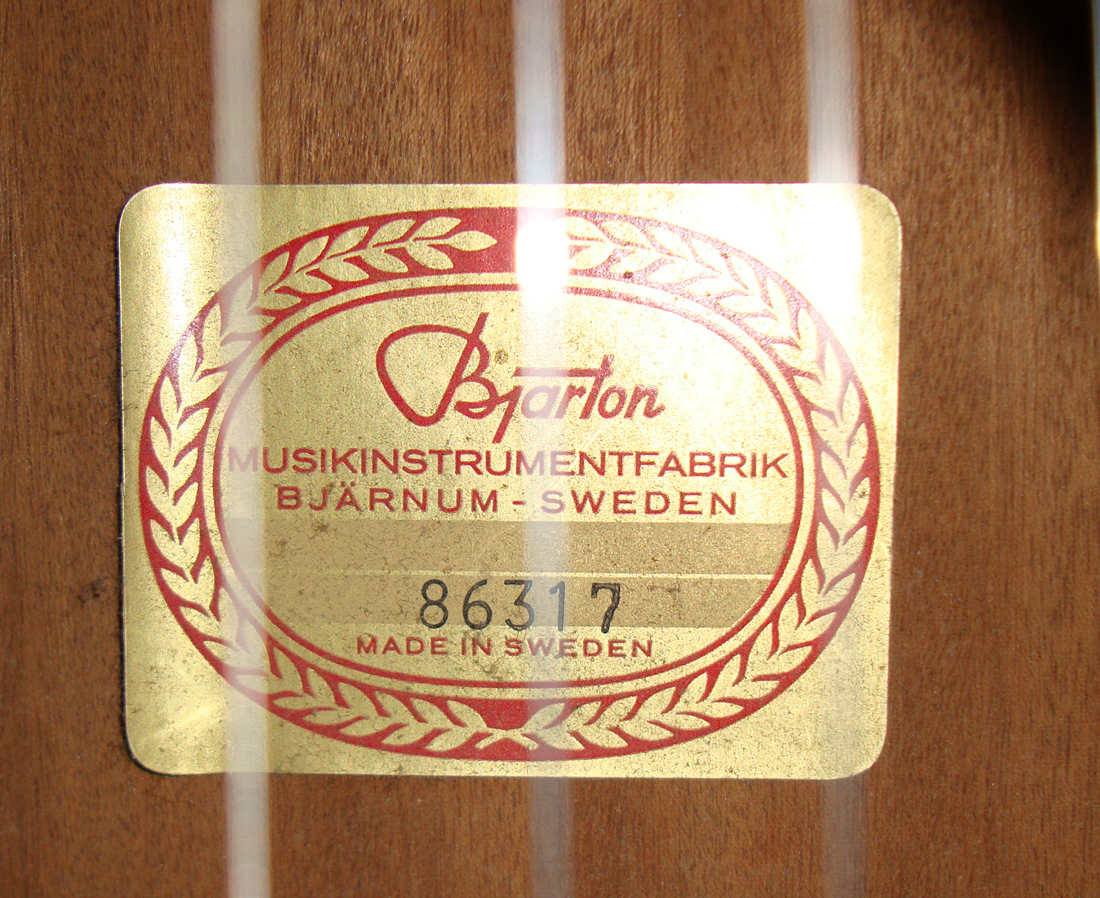 Bjarton
MUSIKINSTRUMENTFABRIK
BJÄRNUM - SWEDEN
86317
MADE IN SWEDEN